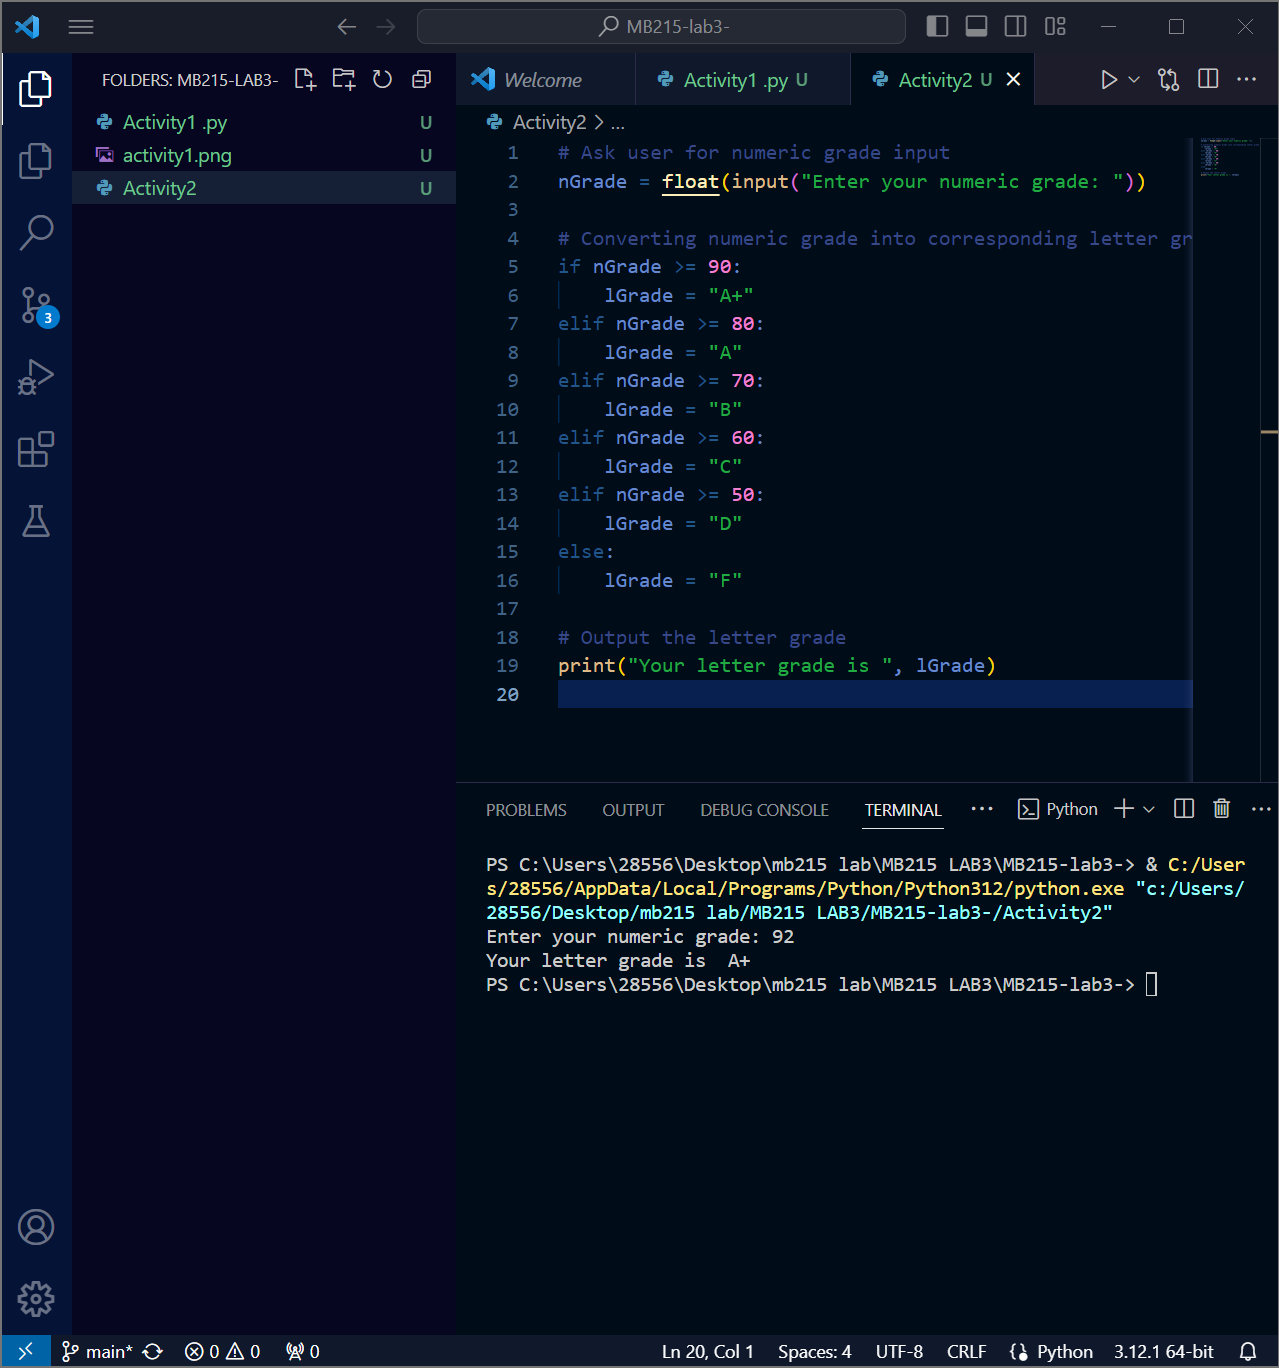 MB215-lab3-
FOLDERS: MB215-LAB3-
Activity1 .py U
activity1.png U
Activity2 U
3
Welcome
Activity1 .py U
Activity2 U
Activity2 > ...
1 # Ask user for numeric grade input
2 nGrade = float(input("Enter your numeric grade: "))
3
4 # Converting numeric grade into corresponding letter gr
5 if nGrade >= 90:
6 lGrade = "A+"
7 elif nGrade >= 80:
8 lGrade = "A"
9 elif nGrade >= 70:
10 lGrade = "B"
11 elif nGrade >= 60:
12 lGrade = "C"
13 elif nGrade >= 50:
14 lGrade = "D"
15 else:
16 lGrade = "F"
17
18 # Output the letter grade
19 print("Your letter grade is ", lGrade)
20
PROBLEMS OUTPUT DEBUG CONSOLE TERMINAL ... Python
PS C:\Users\28556\Desktop\mb215 lab\MB215 LAB3\MB215-lab3-> & C:/User
s/28556/AppData/Local/Programs/Python/Python312/python.exe "c:/Users/
28556/Desktop/mb215 lab/MB215 LAB3/MB215-lab3-/Activity2"
Enter your numeric grade: 92
Your letter grade is  A+
PS C:\Users\28556\Desktop\mb215 lab\MB215 LAB3\MB215-lab3->
main* 0 0 0 Ln 20, Col 1 Spaces: 4 UTF-8 CRLF Python 3.12.1 64-bit